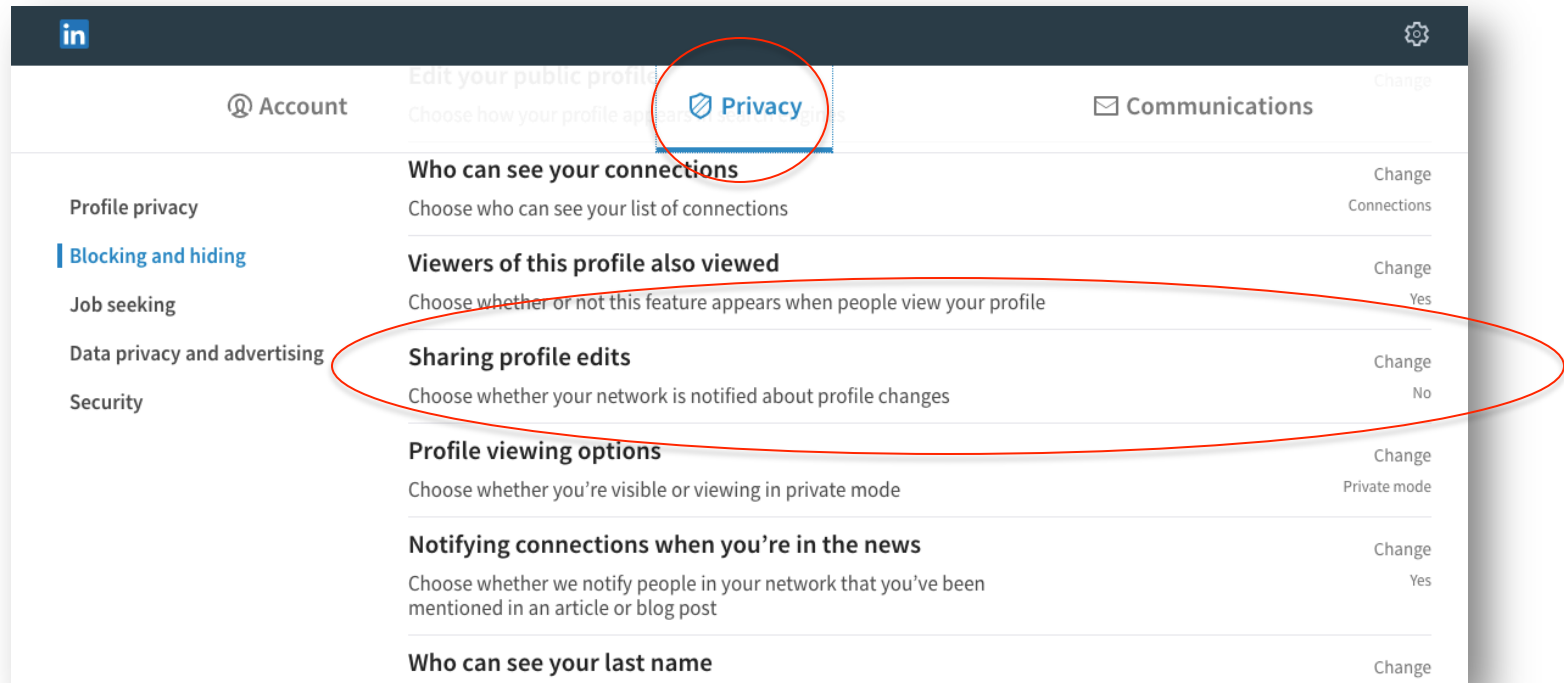 in
Edit your public profile
Change
Account
Privacy
Communications
Choose how your profile appears in search engines
Who can see your connections
Change
Choose who can see your list of connections
Connections
Profile privacy
Blocking and hiding
Job seeking
Data privacy and advertising
Security
Viewers of this profile also viewed
Change
Choose whether or not this feature appears when people view your profile
Yes
Sharing profile edits
Change
Choose whether your network is notified about profile changes
No
Profile viewing options
Change
Choose whether you’re visible or viewing in private mode
Private mode
Notifying connections when you’re in the news
Change
Choose whether we notify people in your network that you’ve been
Yes
mentioned in an article or blog post
Who can see your last name
Change